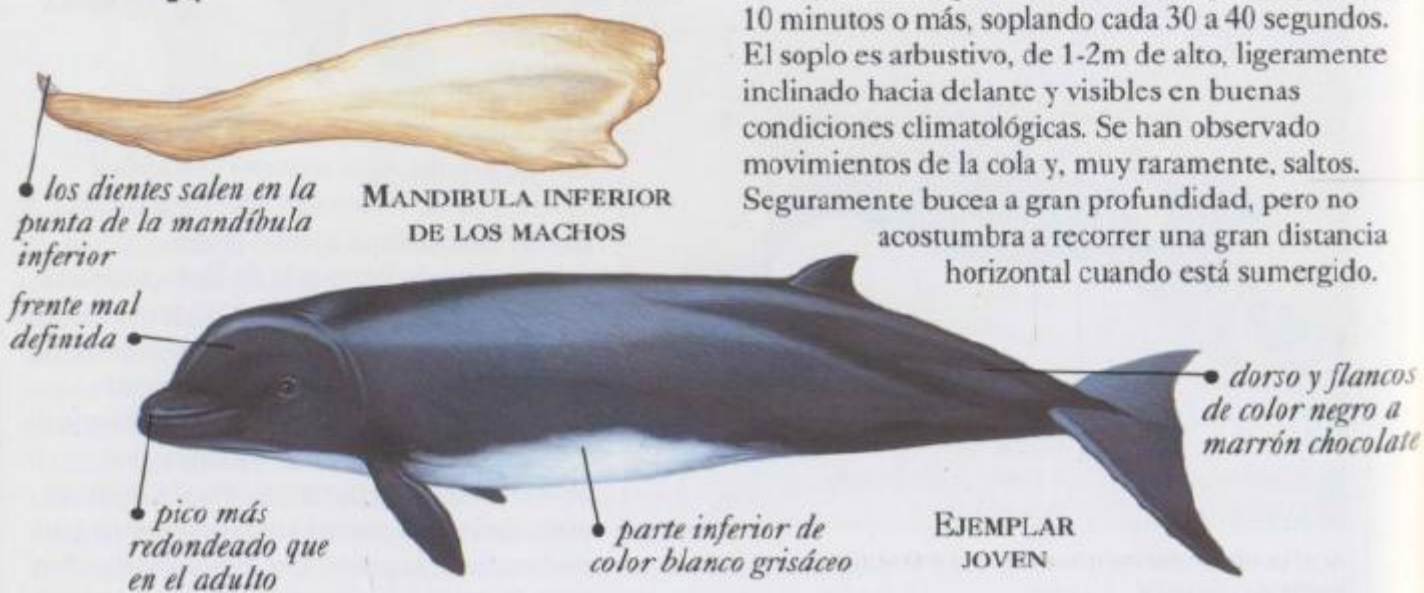 10 minutos o más, soplando cada 30 a 40 segundos.
El soplo es arbustivo, de 1-2m de alto, ligeramente
inclinado hacia delante y visibles en buenas
condiciones climatológicas. Se han observado
movimientos de la cola y, muy raramente, saltos.
Seguramente bucea a gran profundidad, pero no
acostumbra a recorrer una gran distancia
horizontal cuando está sumergido.
los dientes salen en la
punta de la mandíbula
inferior
MANDIBULA INFERIOR
DE LOS MACHOS
frente mal
definida
dorso y flancos
de color negro a
marrón chocolate
pico más
redondeado que
en el adulto
parte inferior de
color blanco grisáceo
EJEMPLAR
JOVEN